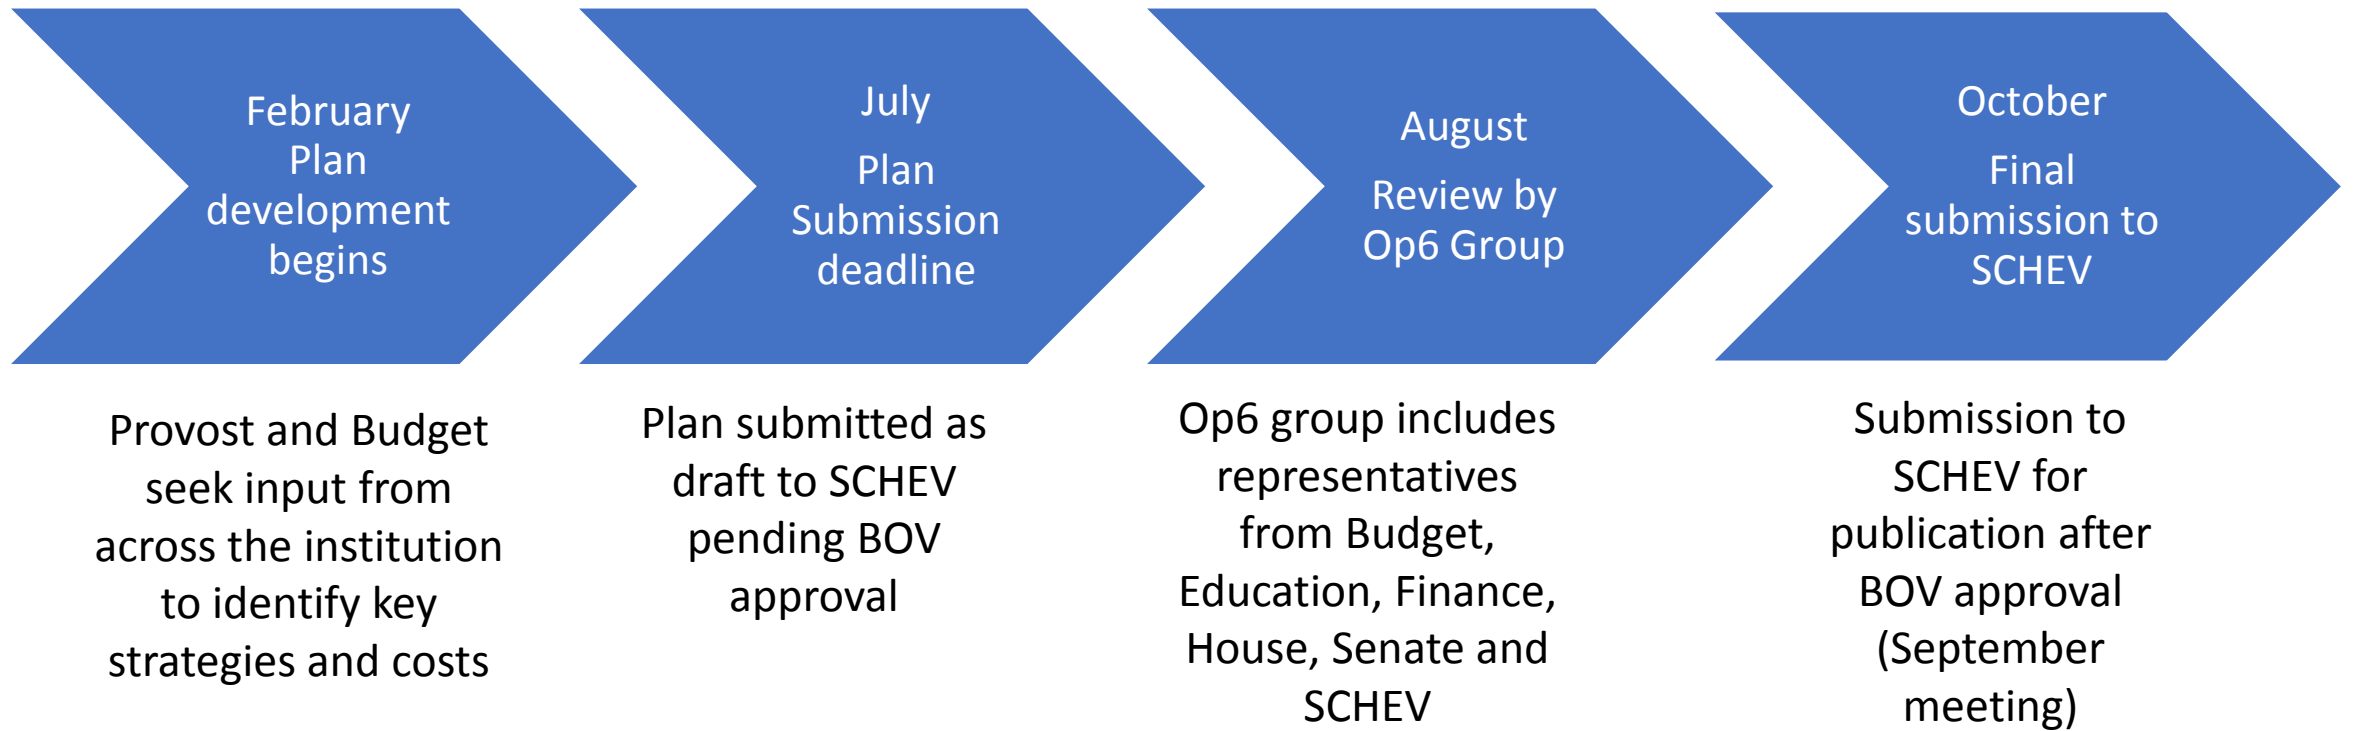 February
Plan
development
begins
Provost and Budget
seek input from
across the institution
to identify key
strategies and costs
July
Plan
Submission
deadline
Plan submitted as
draft to SCHEV
pending BOV
approval
August
Review by
Op6 Group
Op6 group includes
representatives
from Budget,
Education, Finance,
House, Senate and
SCHEV
October
Final
submission to
SCHEV
Submission to
SCHEV for
publication after
BOV approval
(September
meeting)